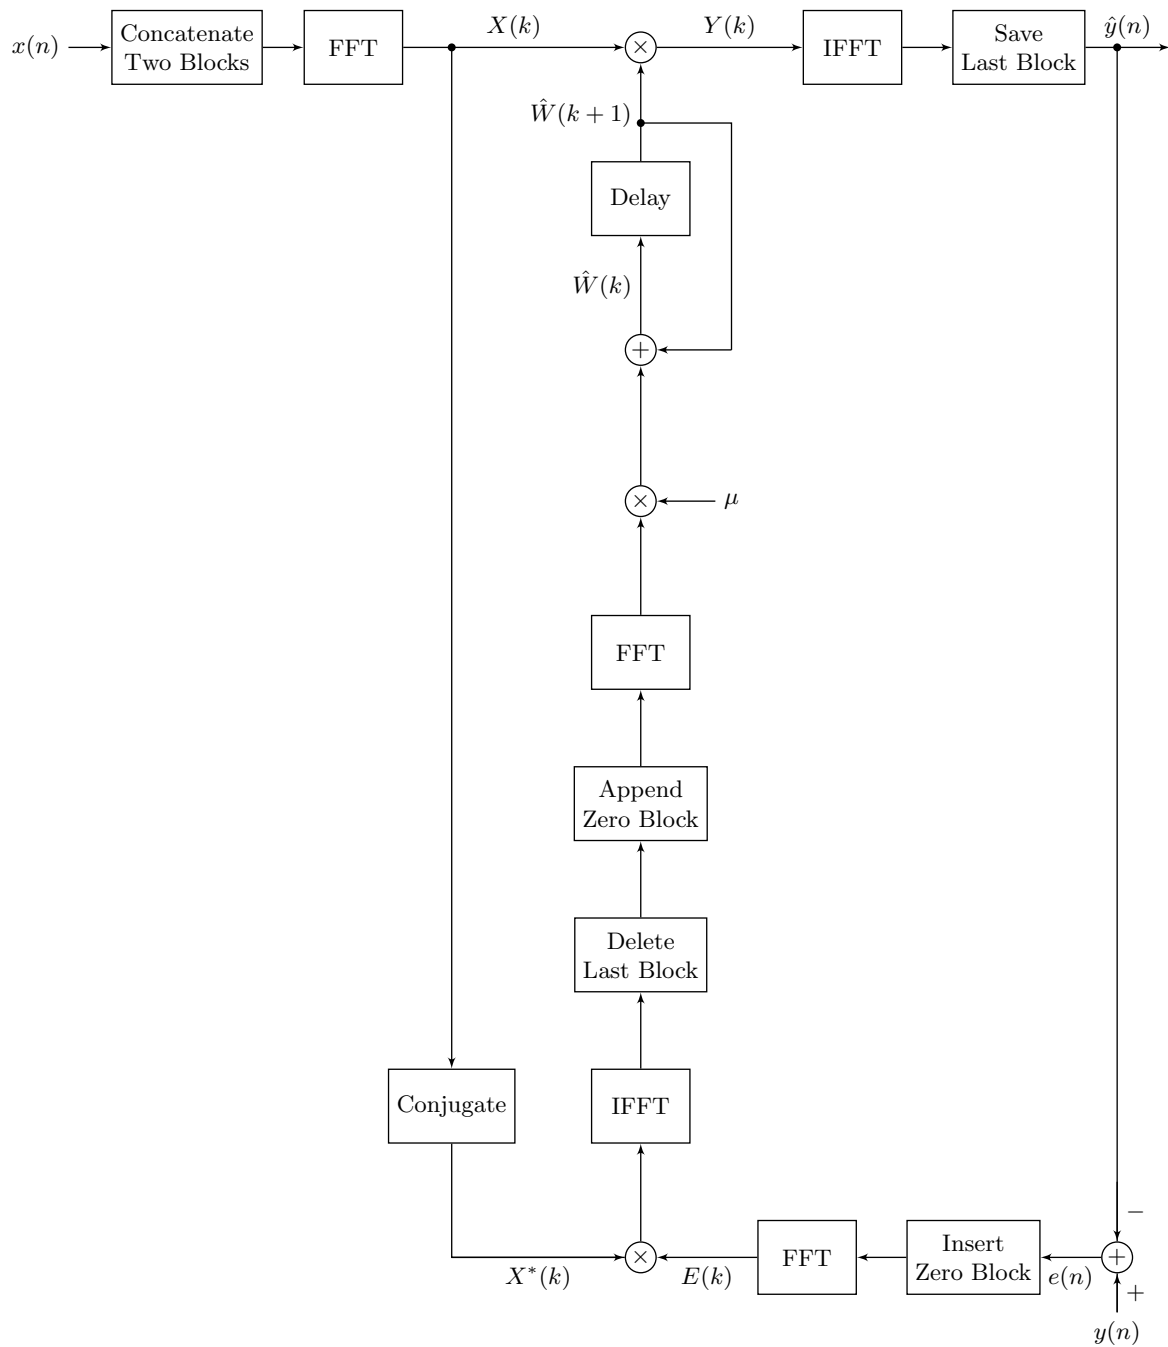 x(n)
Concatenate
Two Blocks
FFT
X(k)
×
Y(k)
IFFT
Save
Last Block
ŷ(n)
Ŵ(k + 1)
Delay
Ŵ(k)
+
×
μ
FFT
Append
Zero Block
Delete
Last Block
Conjugate
IFFT
−
X*(k)
×
E(k)
FFT
Insert
Zero Block
e(n)
+
+
y(n)